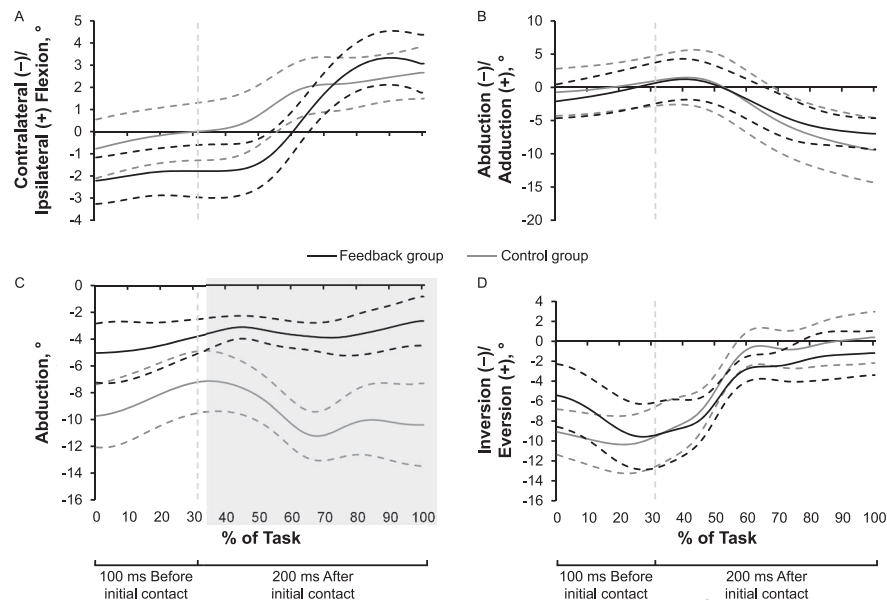 A
Contralateral (–)/
Ipsilateral (+) Flexion, °
5
4
3
2
1
0
-1
-2
-3
-4
B
Abduction (–)/
Adduction (+), °
20
15
10
5
0
-5
-10
-15
-20
Feedback group
Control group
C
Abduction, °
0
-2
-4
-6
-8
-10
-12
-14
-16
0 10 20 30 40 50 60 70 80 90 100
% of Task
100 ms Before
initial contact
200 ms After
initial contact
D
Inversion (–)/
Eversion (+), °
4
2
0
-2
-4
-6
-8
-10
-12
-14
-16
0 10 20 30 40 50 60 70 80 90 100
% of Task
100 ms Before
initial contact
200 ms After
initial contact